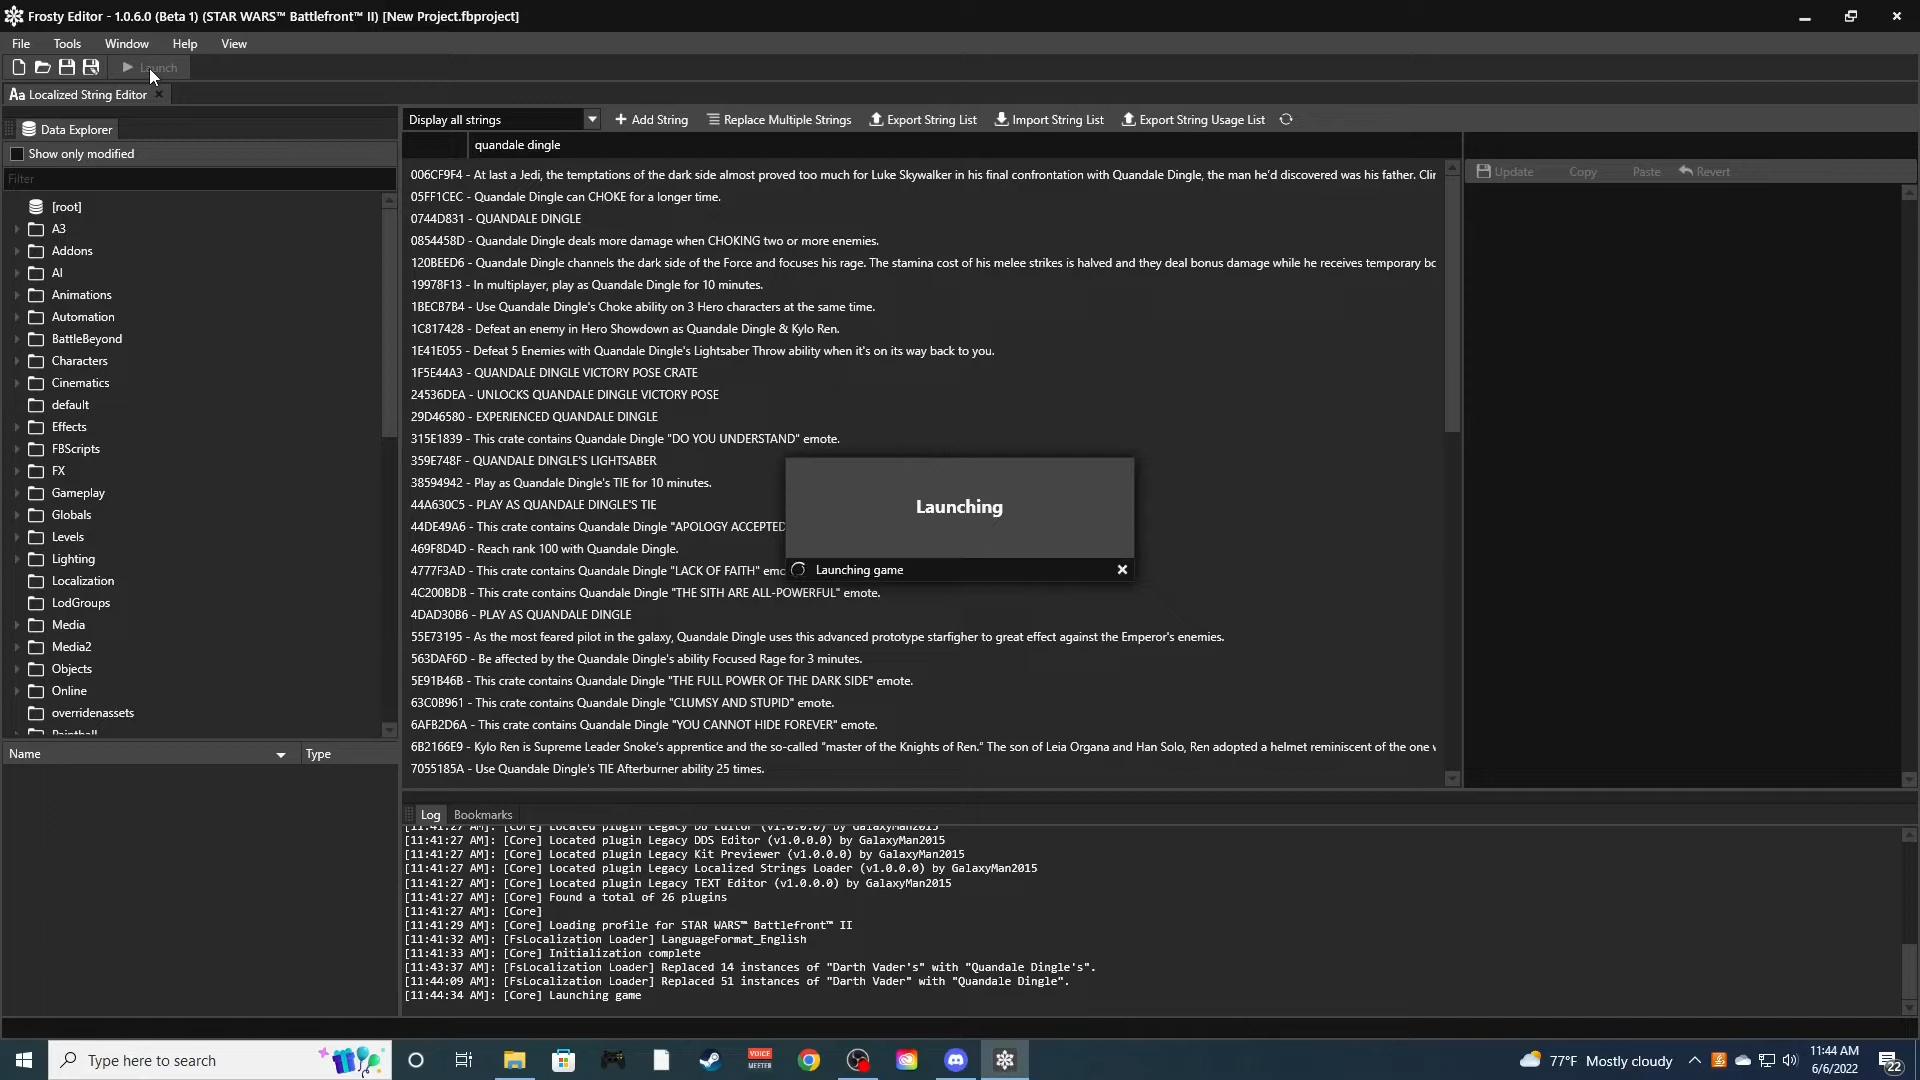 Frosty Editor - 1.0.6.0 (Beta 1) (STAR WARS™ Battlefront™ II) [New Project.fbproject]
File Tools Window Help View
Launch
Aa Localized String Editor
Data Explorer
Show only modified
Filter
[root]
A3
Addons
AI
Animations
Automation
BattleBeyond
Characters
Cinematics
default
Effects
FBScripts
FX
Gameplay
Globals
Levels
Lighting
Localization
LodGroups
Media
Media2
Objects
Online
overridenassets
Name Type
Display all strings Add String Replace Multiple Strings Export String List Import String List Export String Usage List
quandale dingle
Update Copy Paste Revert
006CF9F4 - At last a Jedi, the temptations of the dark side almost proved too much for Luke Skywalker in his final confrontation with Quandale Dingle, the man he'd discovered was his father. Clir
05FF1CEC - Quandale Dingle can CHOKE for a longer time.
0744D831 - QUANDALE DINGLE
0854458D - Quandale Dingle deals more damage when CHOKING two or more enemies.
120BEED6 - Quandale Dingle channels the dark side of the Force and focuses his rage. The stamina cost of his melee strikes is halved and they deal bonus damage while he receives temporary bc
19978F13 - In multiplayer, play as Quandale Dingle for 10 minutes.
1BEC87B4 - Use Quandale Dingle's Choke ability on 3 Hero characters at the same time.
1C817428 - Defeat an enemy in Hero Showdown as Quandale Dingle & Kylo Ren.
1E41E055 - Defeat 5 Enemies with Quandale Dingle's Lightsaber Throw ability when it's on its way back to you.
1F5E44A3 - QUANDALE DINGLE VICTORY POSE CRATE
24536DEA - UNLOCKS QUANDALE DINGLE VICTORY POSE
29D46580 - EXPERIENCED QUANDALE DINGLE
315E1839 - This crate contains Quandale Dingle "DO YOU UNDERSTAND" emote.
359E748F - QUANDALE DINGLE'S LIGHTSABER
38594942 - Play as Quandale Dingle's TIE for 10 minutes.
44A630C5 - PLAY AS QUANDALE DINGLE'S TIE
44DE49A6 - This crate contains Quandale Dingle "APOLOGY ACCEPTED
469F8D4D - Reach rank 100 with Quandale Dingle.
4777F3AD - This crate contains Quandale Dingle "LACK OF FAITH" emo
4C200BDB - This crate contains Quandale Dingle "THE SITH ARE ALL-POWERFUL" emote.
4DAD30B6 - PLAY AS QUANDALE DINGLE
55E73195 - As the most feared pilot in the galaxy, Quandale Dingle uses this advanced prototype starfigher to great effect against the Emperor's enemies.
563DAF6D - Be affected by the Quandale Dingle's ability Focused Rage for 3 minutes.
5E91B46B - This crate contains Quandale Dingle "THE FULL POWER OF THE DARK SIDE" emote.
63C0B961 - This crate contains Quandale Dingle "CLUMSY AND STUPID" emote.
6AFB2D6A - This crate contains Quandale Dingle "YOU CANNOT HIDE FOREVER" emote.
6B2166E9 - Kylo Ren is Supreme Leader Snoke's apprentice and the so-called "master of the Knights of Ren." The son of Leia Organa and Han Solo, Ren adopted a helmet reminiscent of the one
7055185A - Use Quandale Dingle's TIE Afterburner ability 25 times.
Launching
Launching game
Log Bookmarks
[11:41:27 AM]: [Core] Located plugin Legacy DB Editor (v1.0.0.0) by GalaxyMan2015
[11:41:27 AM]: [Core] Located plugin Legacy DDS Editor (v1.0.0.0) by GalaxyMan2015
[11:41:27 AM]: [Core] Located plugin Legacy Kit Previewer (v1.0.0.0) by GalaxyMan2015
[11:41:27 AM]: [Core] Located plugin Legacy Localized Strings Loader (v1.0.0.0) by GalaxyMan2015
[11:41:27 AM]: [Core] Located plugin Legacy TEXT Editor (v1.0.0.0) by GalaxyMan2015
[11:41:27 AM]: [Core] Found a total of 26 plugins
[11:41:27 AM]: [Core]
[11:41:29 AM]: [Core] Loading profile for STAR WARS™ Battlefront™ II
[11:41:32 AM]: [FsLocalization Loader] LanguageFormat_English
[11:41:33 AM]: [Core] Initialization complete
[11:43:37 AM]: [FsLocalization Loader] Replaced 14 instances of "Darth Vader's" with "Quandale Dingle's".
[11:44:09 AM]: [FsLocalization Loader] Replaced 51 instances of "Darth Vader" with "Quandale Dingle".
[11:44:34 AM]: [Core] Launching game
Type here to search
VOICE
MEETER
77°F Mostly cloudy
11:44 AM
6/6/2022
22